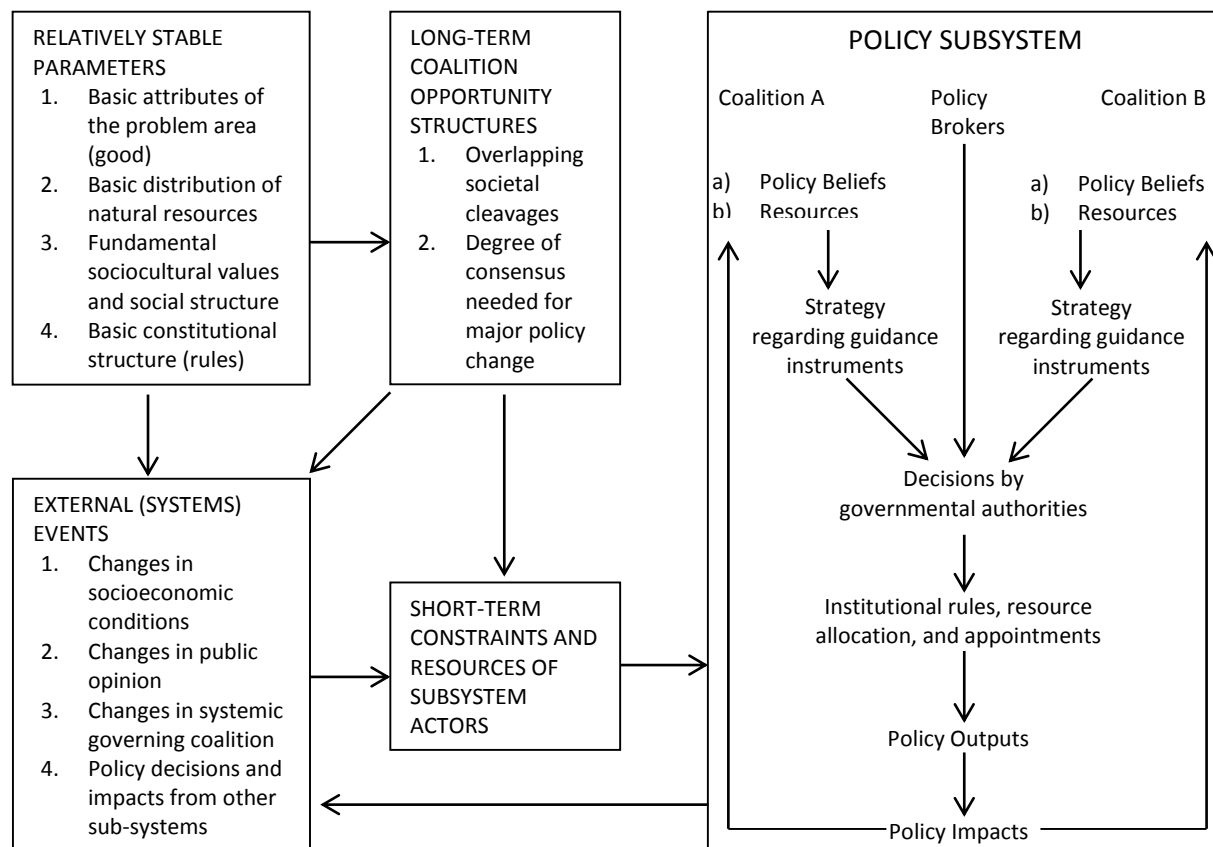 RELATIVELY STABLE
PARAMETERS
1. Basic attributes of
the problem area
(good)
2. Basic distribution of
natural resources
3. Fundamental
sociocultural values
and social structure
4. Basic constitutional
structure (rules)
LONG-TERM
COALITION
OPPORTUNITY
STRUCTURES
1. Overlapping
societal
cleavages
2. Degree of
consensus
needed for
major policy
change
EXTERNAL (SYSTEMS)
EVENTS
1. Changes in
socioeconomic
conditions
2. Changes in public
opinion
3. Changes in systemic
governing coalition
4. Policy decisions and
impacts from other
sub-systems
SHORT-TERM
CONSTRAINTS AND
RESOURCES OF
SUBSYSTEM
ACTORS
POLICY SUBSYSTEM
Coalition A
Policy
Brokers
Coalition B
a) Policy Beliefs
b) Resources
a) Policy Beliefs
b) Resources
Strategy
regarding guidance
instruments
Strategy
regarding guidance
instruments
Decisions by
governmental authorities
Institutional rules, resource
allocation, and appointments
Policy Outputs
Policy Impacts